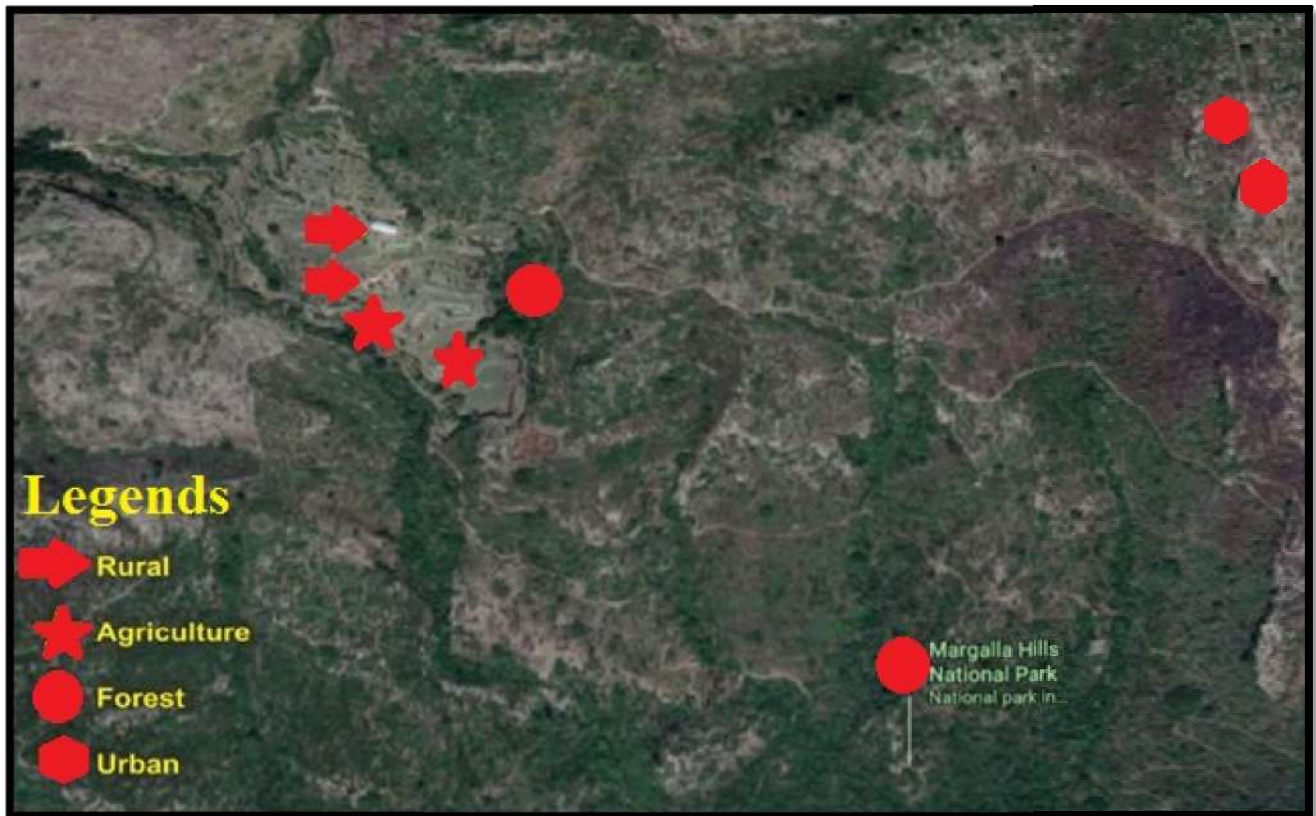 Legends
Rural
Agriculture
Forest
Urban
Margalla Hills
National Park
National park in...